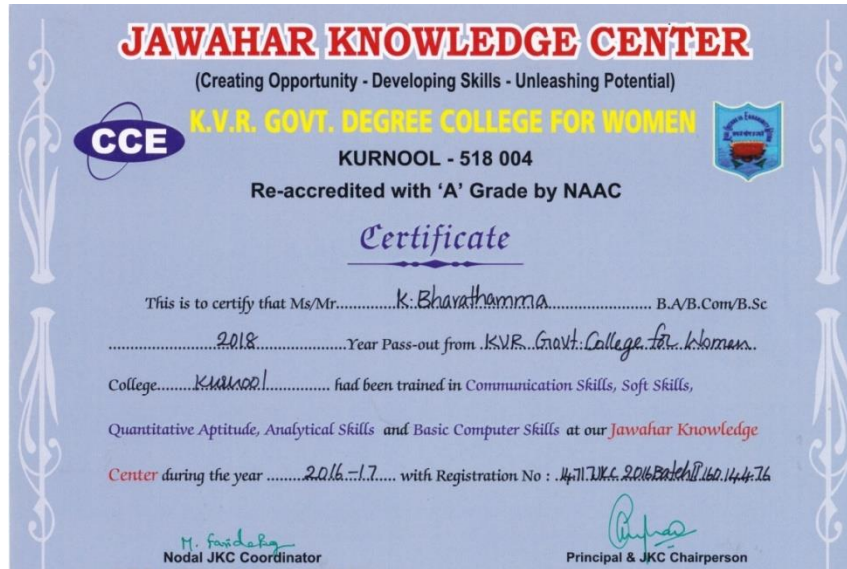 JAWAHAR KNOWLEDGE CENTER
(Creating Opportunity - Developing Skills - Unleashing Potential)
CCE
K.V.R. GOVT. DEGREE COLLEGE FOR WOMEN
KURNOOL - 518 004
Re-accredited with ‘A’ Grade by NAAC
Certificate
This is to certify that Ms/Mr............K. Bharathamma.................... B.A/B.Com/B.Sc
....................2018................Year Pass-out from .KVR Govt. College for Women.
College........Kurnool............ had been trained in Communication Skills, Soft Skills,
Quantitative Aptitude, Analytical Skills and Basic Computer Skills at our Jawahar Knowledge
Center during the year ........2016-17..... with Registration No :
Nodal JKC Coordinator
Principal & JKC Chairperson